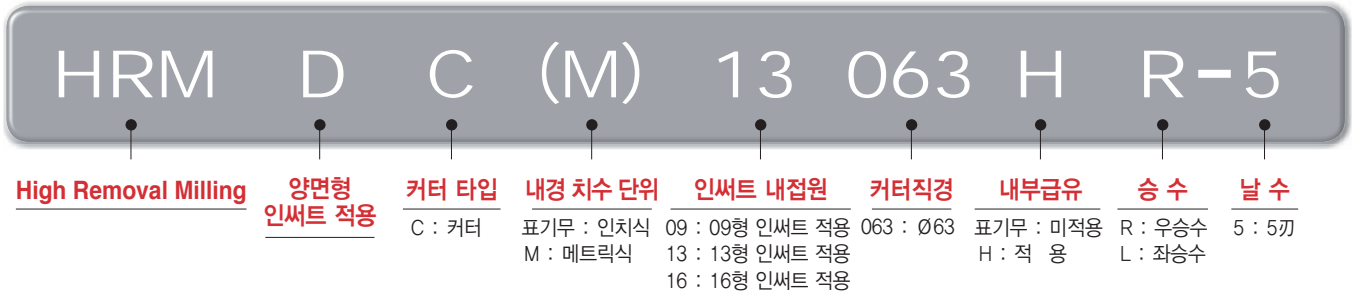 HRM D C (M) 13 063 H R-5
High Removal Milling
양면형
인써트 적용
커터 타입
C : 커터
내경 치수 단위
표기무 : 인치식
M : 메트릭식
인써트 내접원
09 : 09형 인써트 적용
13 : 13형 인써트 적용
16 : 16형 인써트 적용
커터직경
063 : Ø63
내부급유
표기무 : 미적용
H : 적 용
승 수
R : 우승수
L : 좌승수
날 수
5 : 5刃